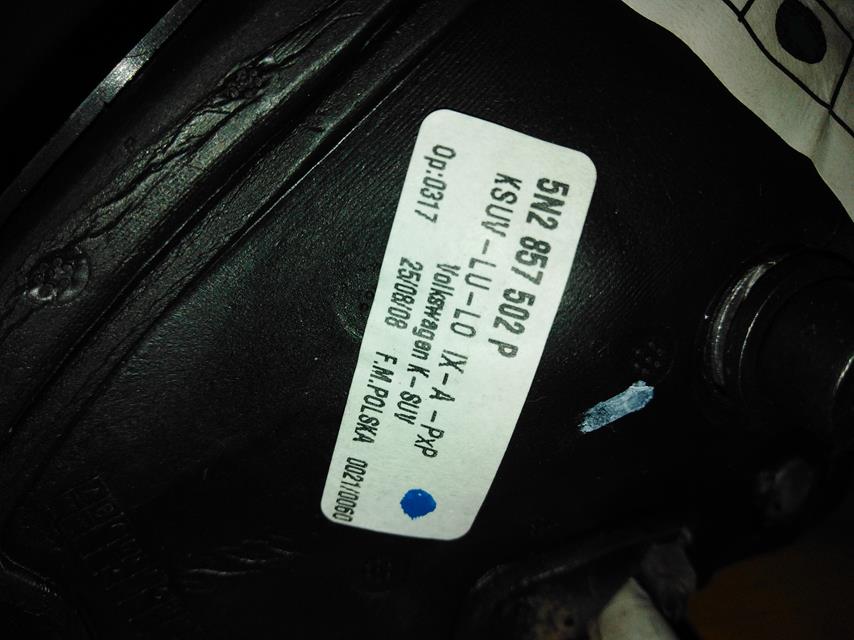 5N2 857 502 P
KSUV-LU-LO IX-A-PxP
Volkswagen K-SUV
Op:0317 25/08/08 F.M.POLSKA 0021/0060